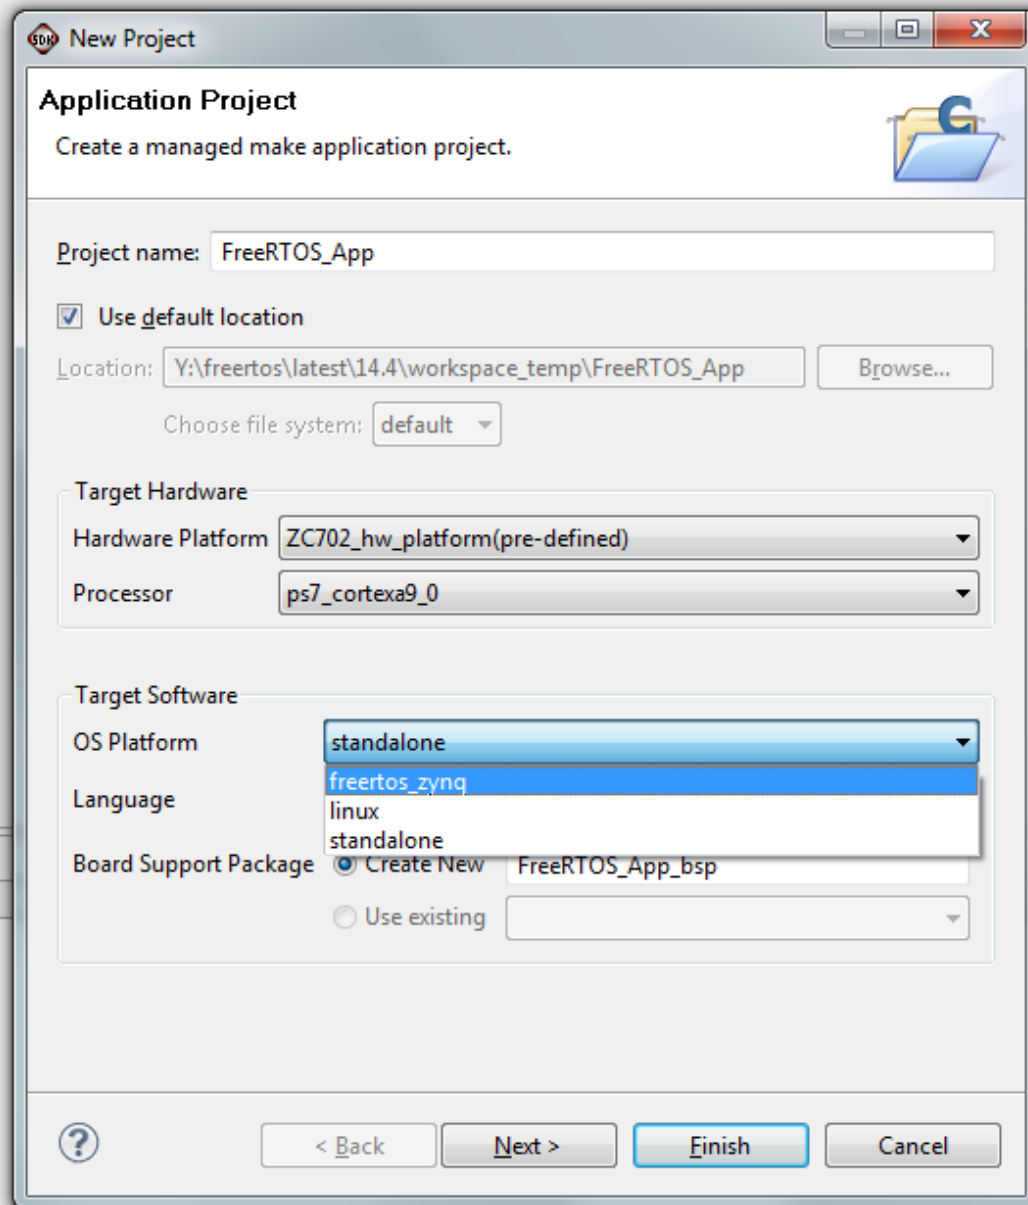 SDK New Project
Application Project
Create a managed make application project.
C
Project name: FreeRTOS_App
Use default location
Location: Y:\freertos\latest\14.4\workspace_temp\FreeRTOS_App Browse...
Choose file system: default
Target Hardware
Hardware Platform ZC702_hw_platform(pre-defined)
Processor ps7_cortexa9_0
Target Software
OS Platform standalone
freertos_zynq
Language
linux
standalone
Board Support Package Create New FreeRTOS_App_bsp
Use existing
? < Back Next > Finish Cancel